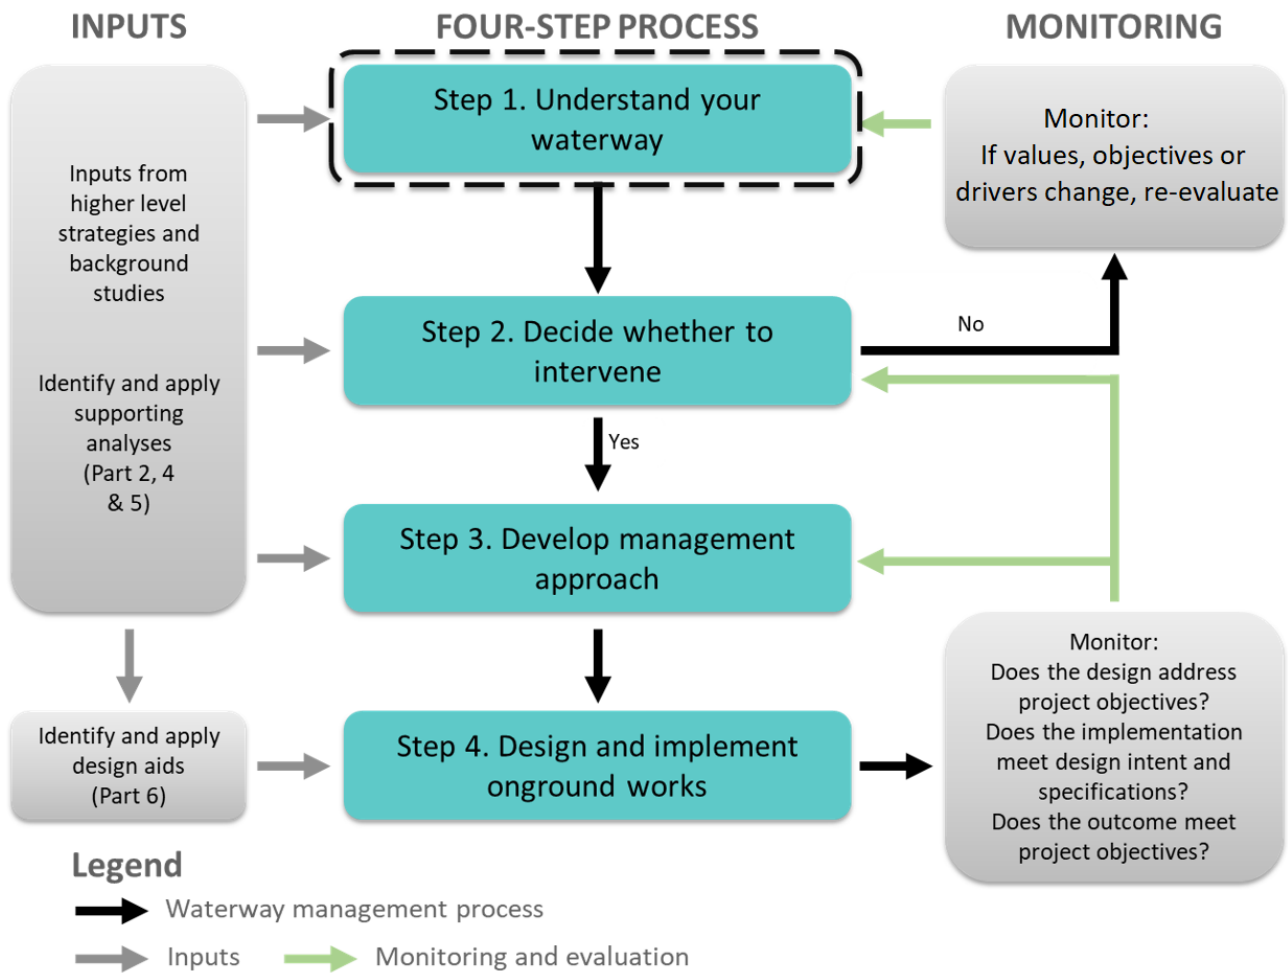 INPUTS
FOUR-STEP PROCESS
MONITORING
Inputs from
higher level
strategies and
background
studies
Identify and apply
supporting
analyses
(Part 2, 4
& 5)
Identify and apply
design aids
(Part 6)
Step 1. Understand your
waterway
Step 2. Decide whether to
intervene
No
Yes
Step 3. Develop management
approach
Step 4. Design and implement
onground works
Monitor:
If values, objectives or
drivers change, re-evaluate
Monitor:
Does the design address
project objectives?
Does the implementation
meet design intent and
specifications?
Does the outcome meet
project objectives?
Legend
Waterway management process
Inputs
Monitoring and evaluation